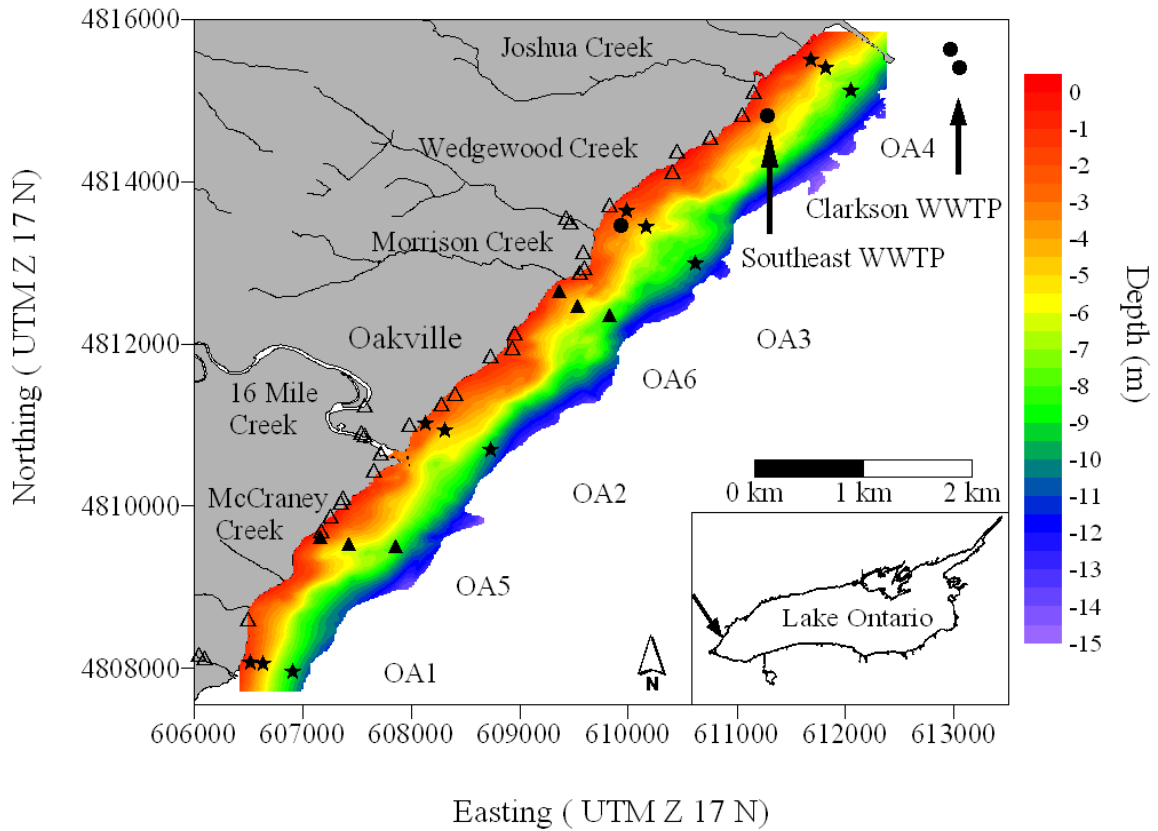 4816000
4814000
4812000
4810000
4808000
Northing ( UTM Z 17 N)
Joshua Creek
Wedgewood Creek
Morrison Creek
Oakville
16 Mile
Creek
McCraney
Creek
OA4
Clarkson WWTP
Southeast WWTP
OA3
OA6
OA2
OA5
OA1
0 km
1 km
2 km
N
Lake Ontario
606000
607000
608000
609000
610000
611000
612000
613000
Easting ( UTM Z 17 N)
0
-1
-2
-3
-4
-5
-6
-7
-8
-9
-10
-11
-12
-13
-14
-15
Depth (m)